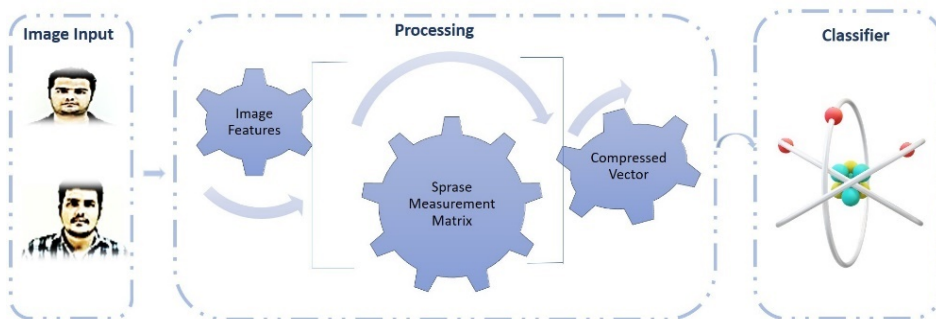 Image Input
Processing
Classifier
Image
Features
Sprase
Measurement
Matrix
Compressed
Vector